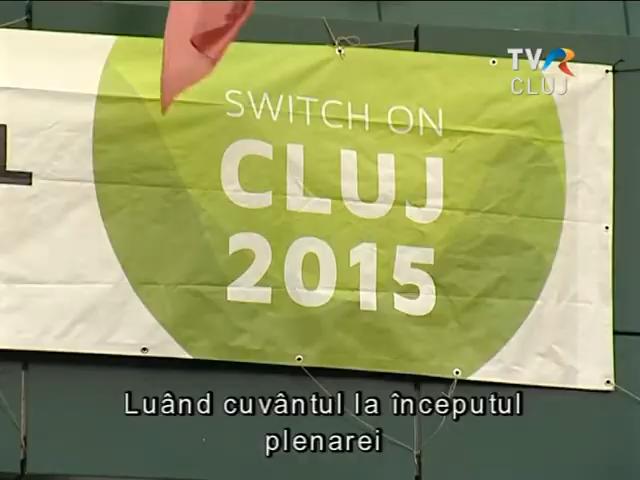 TVR
CLUJ
SWITCH ON
CLUJ
2015
Luând cuvântul la începutul
plenarei